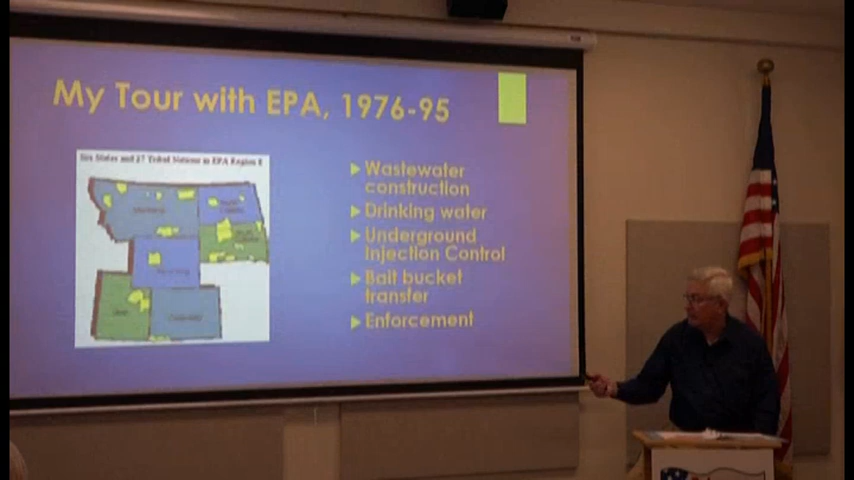 My Tour with EPA, 1976-95
Six States and 27 Tribal Nations in EPA Region 8
Wastewater
construction
Drinking water
Underground
Injection Control
Bait bucket
transfer
Enforcement